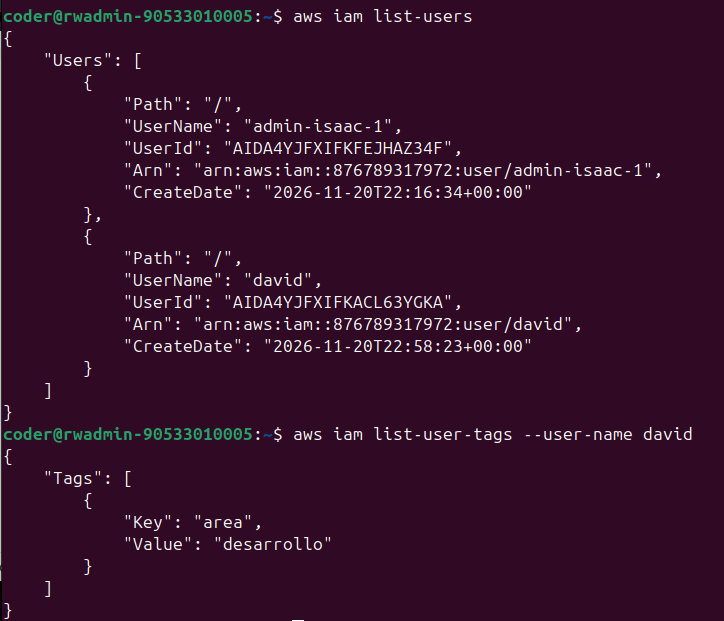 coder@rwadmin-90533010005:~$ aws iam list-users
{
    "Users": [
        {
            "Path": "/",
            "UserName": "admin-isaac-1",
            "UserId": "AIDA4YJFXIFKFEJHAZ34F",
            "Arn": "arn:aws:iam::876789317972:user/admin-isaac-1",
            "CreateDate": "2026-11-20T22:16:34+00:00"
        },
        {
            "Path": "/",
            "UserName": "david",
            "UserId": "AIDA4YJFXIFKACL63YGKA",
            "Arn": "arn:aws:iam::876789317972:user/david",
            "CreateDate": "2026-11-20T22:58:23+00:00"
        }
    ]
}
coder@rwadmin-90533010005:~$ aws iam list-user-tags --user-name david
{
    "Tags": [
        {
            "Key": "area",
            "Value": "desarrollo"
        }
    ]
}